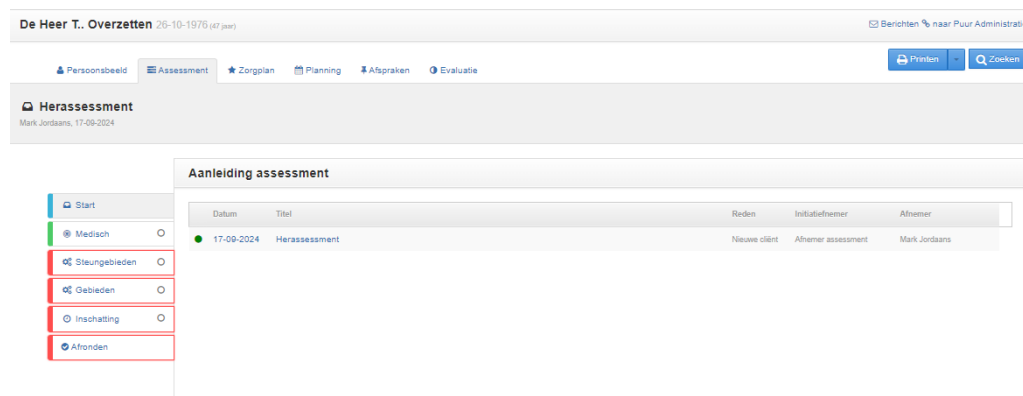 De Heer T.. Overzetten 26-10-1976 (47 jaar)
Berichten naar Puur Administratie
Persoonsbeeld Assessment Zorgplan Planning Afspraken Evaluatie
Printen Zoeken
Herassessment
Mark Jordaans, 17-09-2024
Aanleiding assessment
Start
Medisch
Steungebieden
Gebieden
Inschatting
Afronden
Datum Titel Reden Initiatiefnemer Afnemer
17-09-2024 Herassessment Nieuwe cliënt Afnemer assessment Mark Jordaans